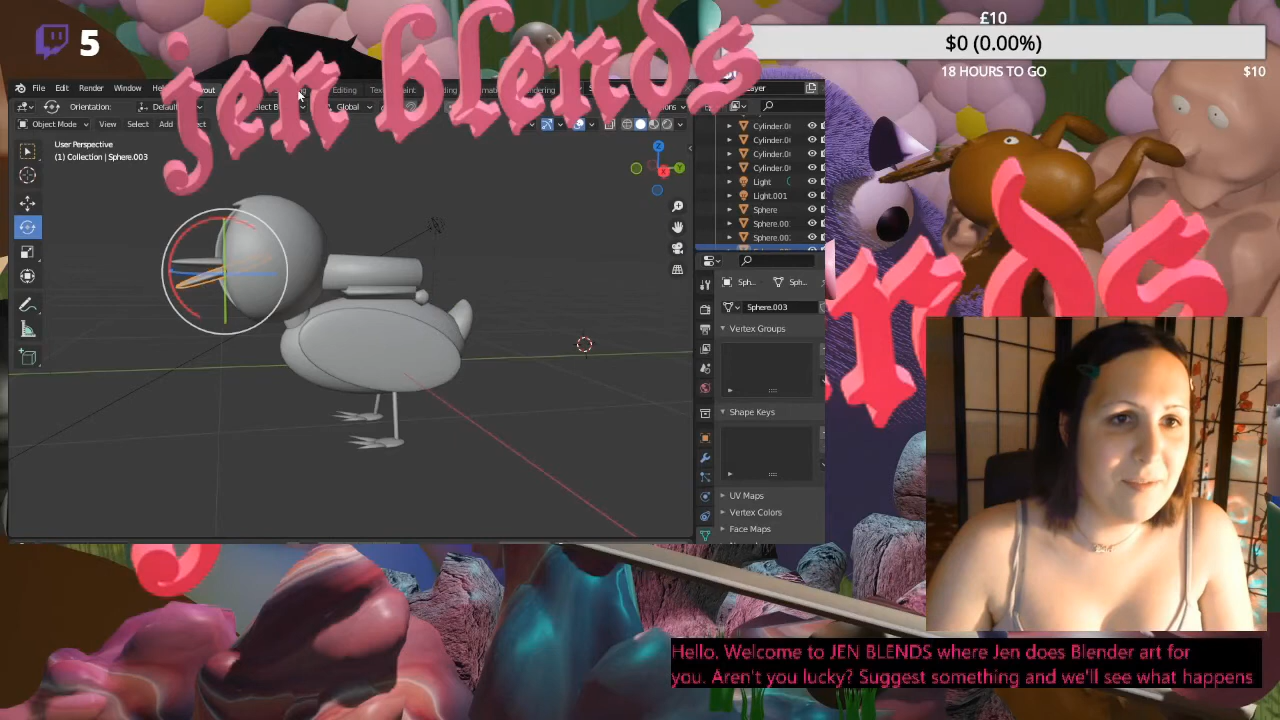 5
jen blends
£10
$0 (0.00%)
18 HOURS TO GO
$10
File Edit Render Window
Editing
Orientation:
Global
Object Mode View Select Add
User Perspective
(1) Collection | Sphere.003
Z
X
Y
Cylinder.0
Cylinder.0
Cylinder.0
Cylinder.0
Light
Light.001
Sphere
Sphere.00
Sphere.00
Sph... Sph...
Sphere.003
Vertex Groups
Shape Keys
UV Maps
Vertex Colors
Face Maps
Hello. Welcome to JEN BLENDS where Jen does Blender art for
you. Aren't you lucky? Suggest something and we'll see what happens